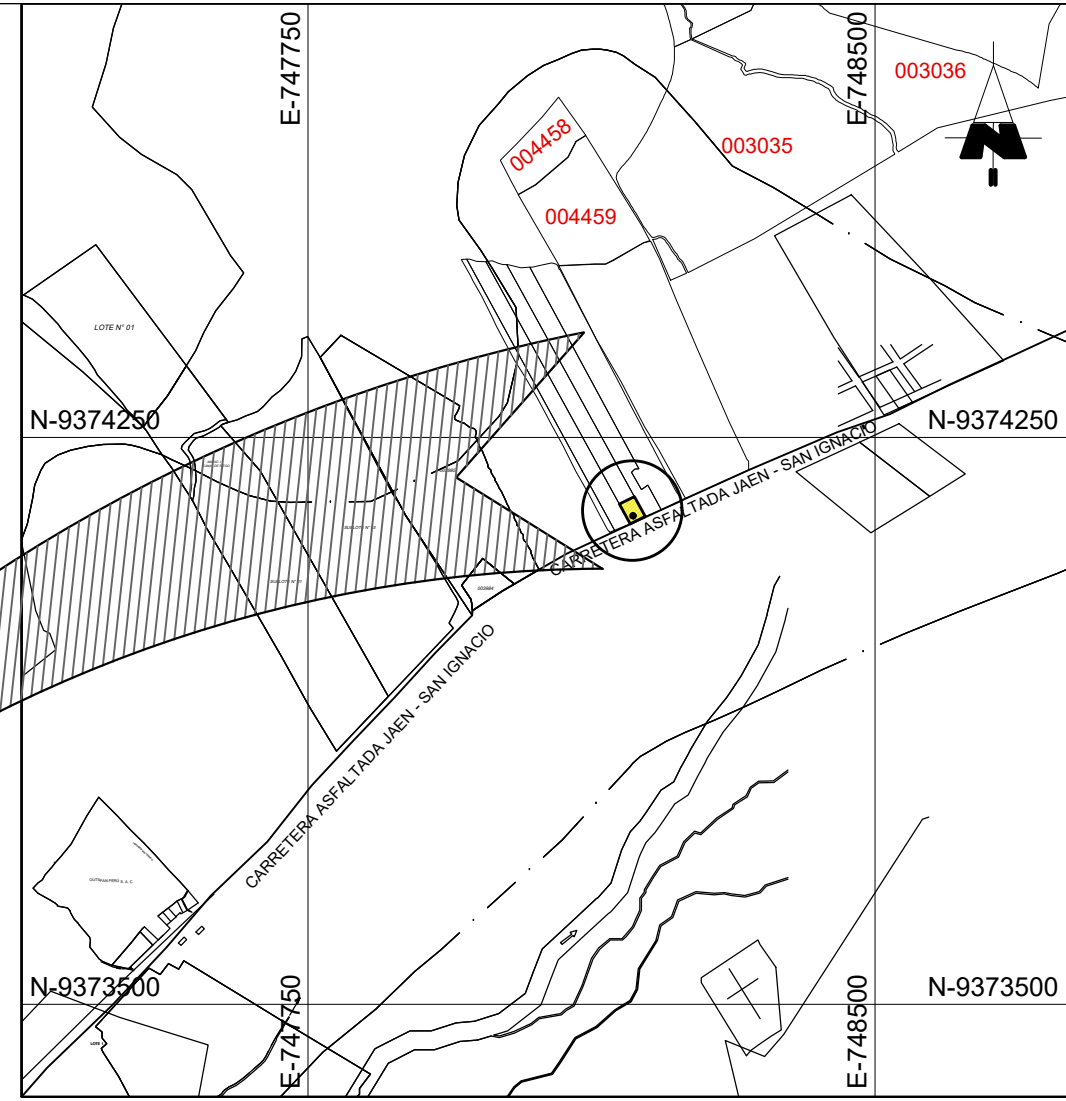 E-747750
E-748500
003036
004458
003035
004459
N
LOTE N° 01
N-9374250
N-9374250
CARRETERA ASFALTADA JAEN - SAN IGNACIO
003984
CARRETERA ASFALTADA JAEN - SAN IGNACIO
N-9373500
N-9373500
E-747750
E-748500